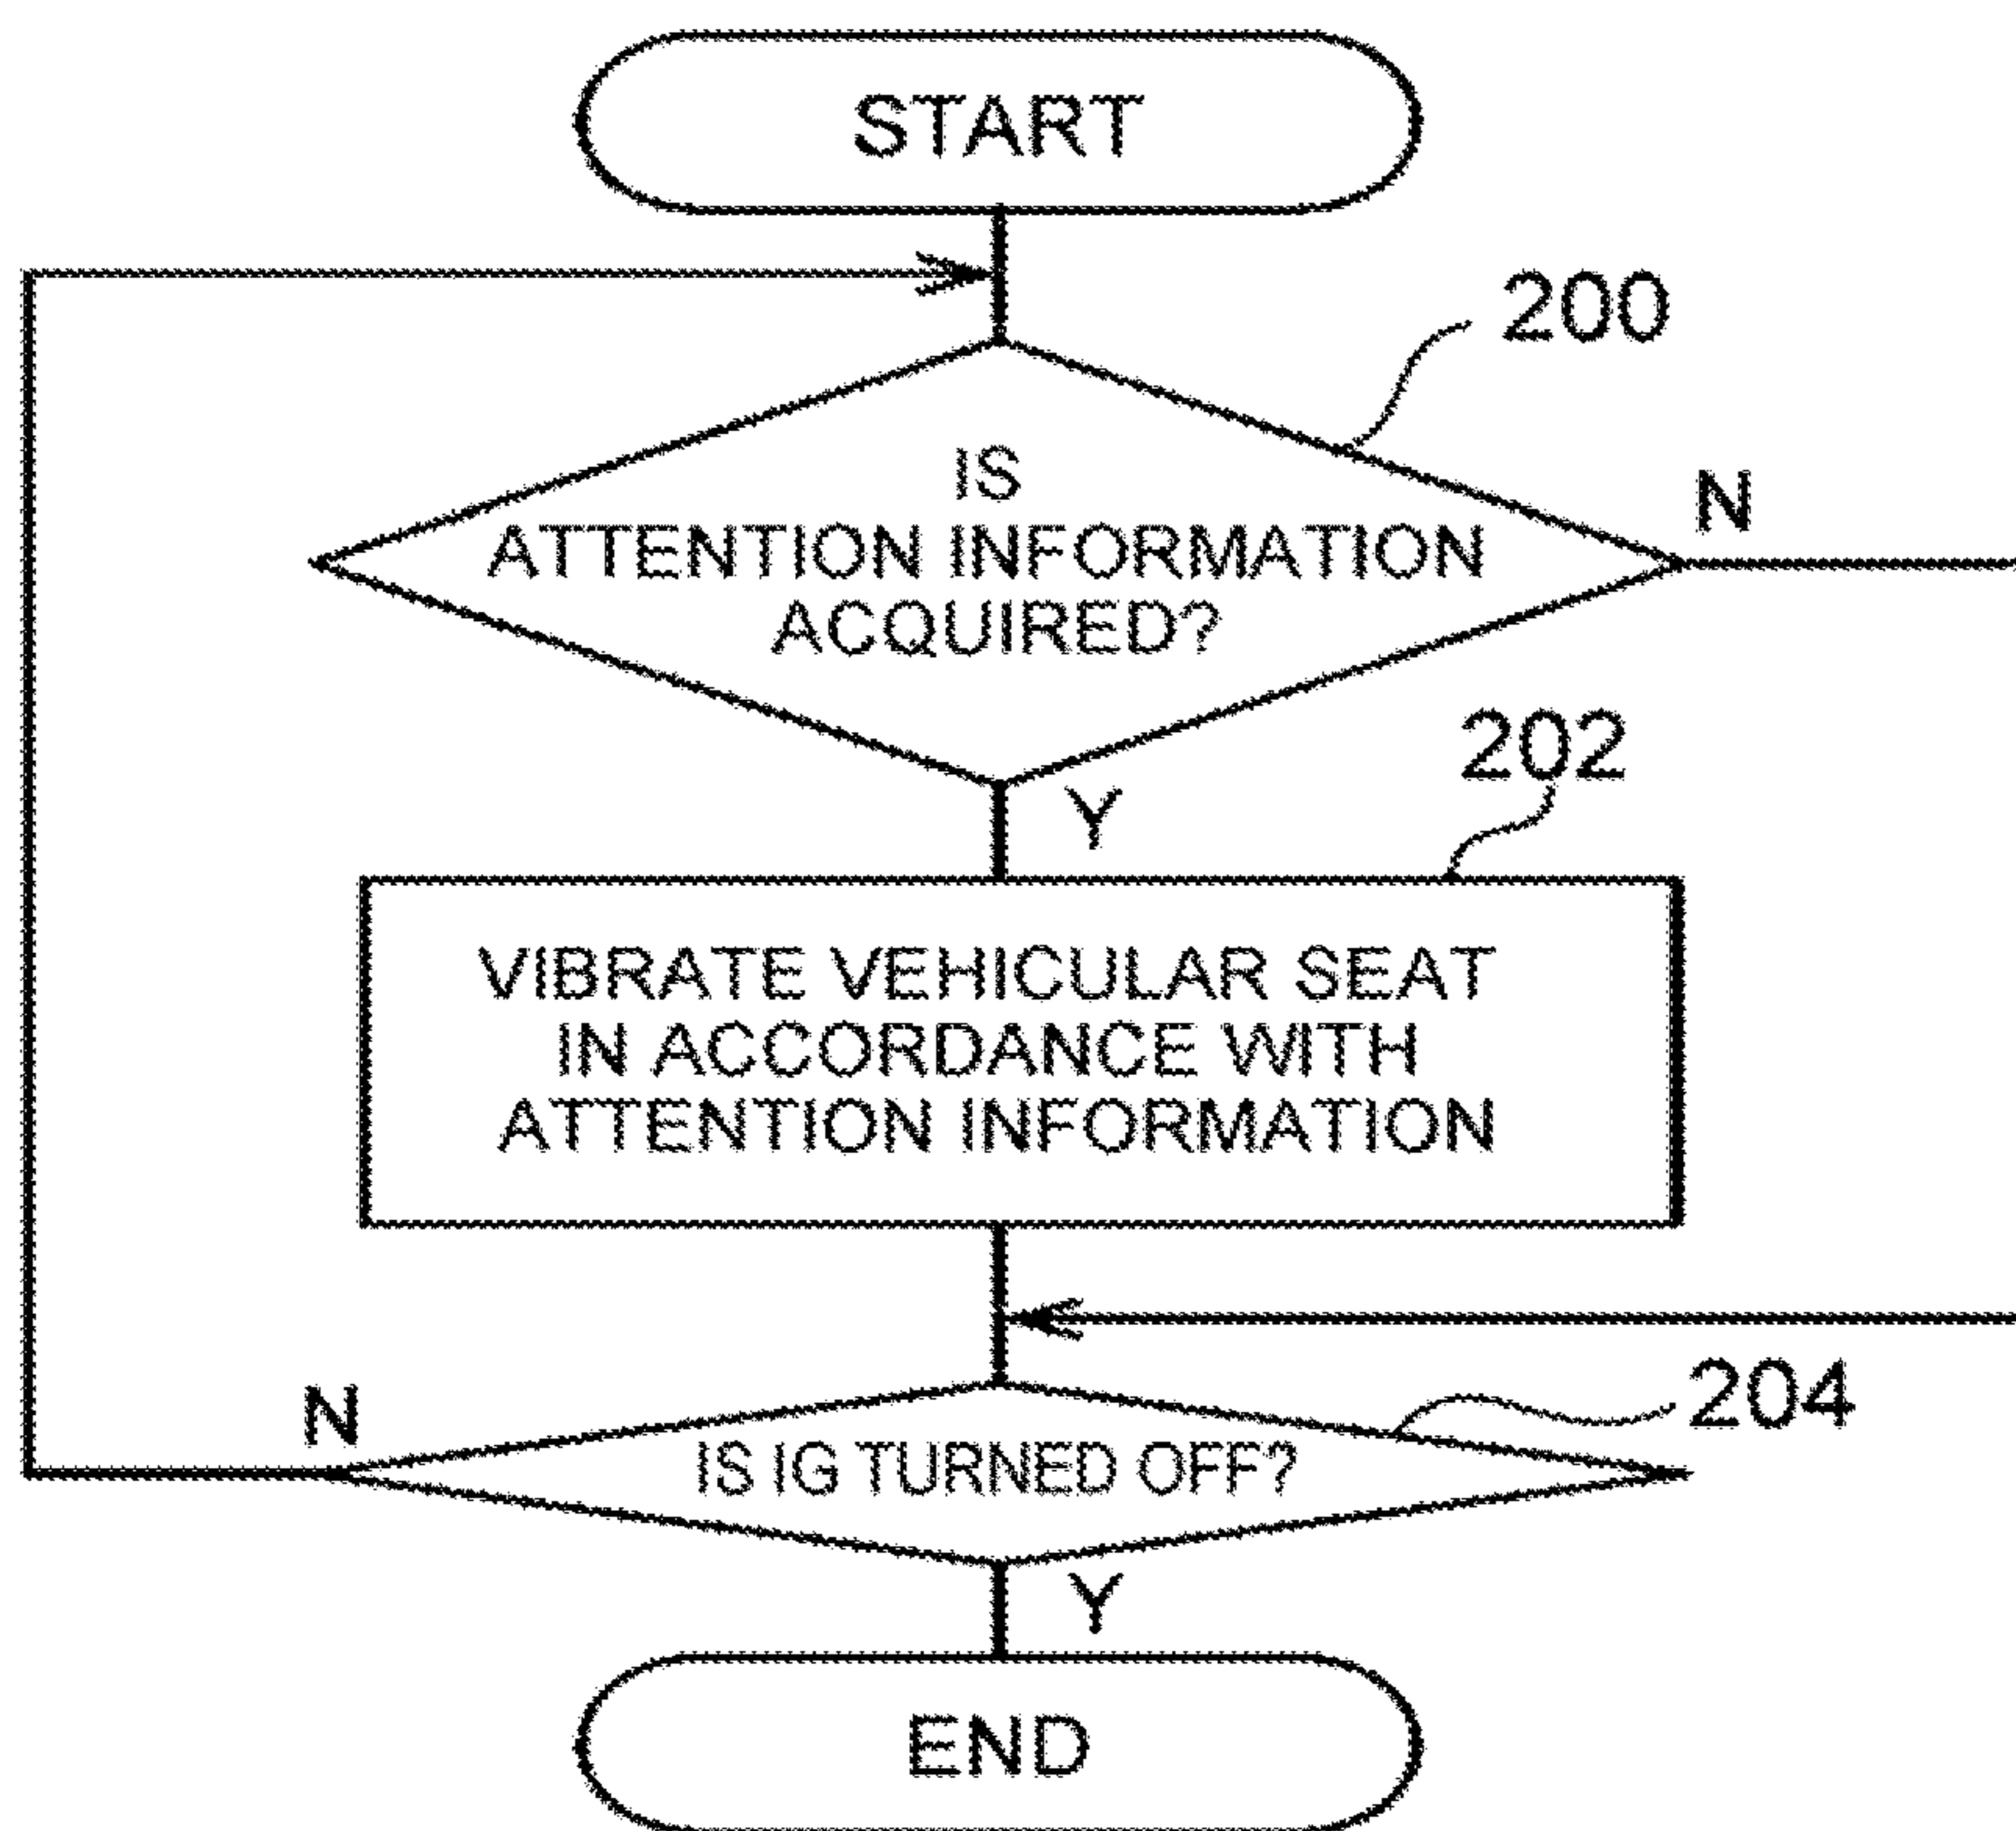 START
200
IS
ATTENTION INFORMATION
ACQUIRED?
N
202
Y
VIBRATE VEHICULAR SEAT
IN ACCORDANCE WITH
ATTENTION INFORMATION
N
204
IS IG TURNED OFF?
Y
END